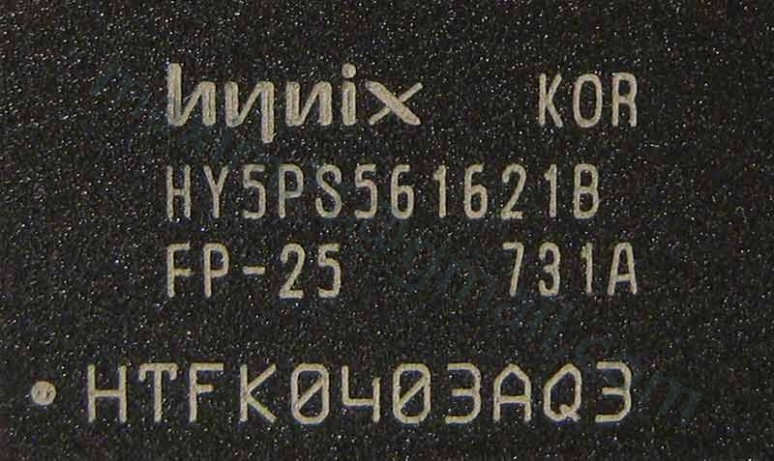 hynix KOR
HY5PS561621B
FP-25 731A
HTFK0403AQ3